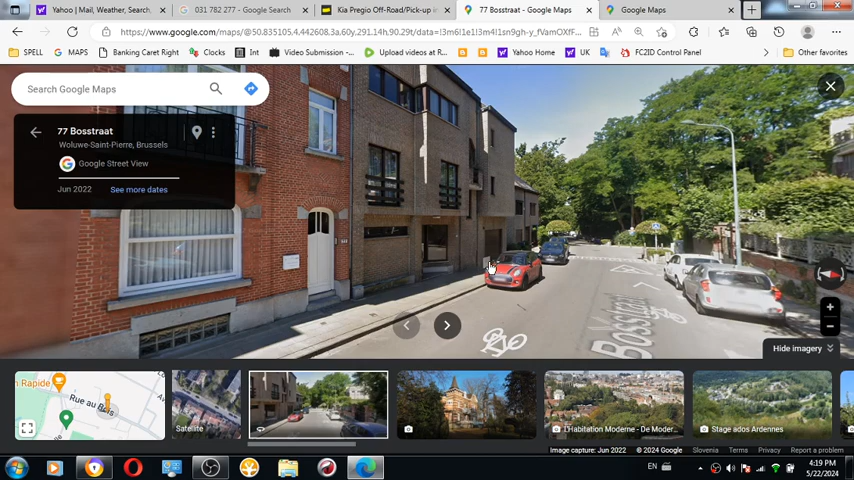 Yahoo | Mail, Weather, Search,
031 782 277 - Google Search
Kia Pregio Off-Road/Pick-up in
77 Bosstraat - Google Maps
Google Maps
https://www.google.com/maps/@50.835105,4.442608,3a,60y,291.14h,90.29t/data=!3m6!1e1!3m4!1sn9gh-y_fVamOXfF...
SPELL
MAPS
Banking Caret Right
Clocks
Int
Video Submission -...
Upload videos at R...
Yahoo Home
UK
FC2ID Control Panel
Other favorites
Search Google Maps
77 Bosstraat
Woluwe-Saint-Pierre, Brussels
Google Street View
Jun 2022
See more dates
Bosstraat
Hide imagery
n Rapide
Rue au Bois
Satellite
L'Habitation Moderne - De Moder...
Stage ados Ardennes
Image capture: Jun 2022
© 2024 Google
Slovenia
Terms
Privacy
Report a problem
EN
4:19 PM
5/22/2024